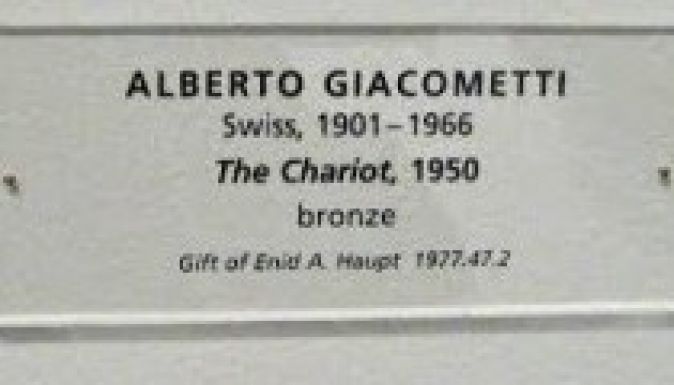 ALBERTO GIACOMETTI
Swiss, 1901–1966
The Chariot, 1950
bronze
Gift of Enid A. Haupt 1977.47.2